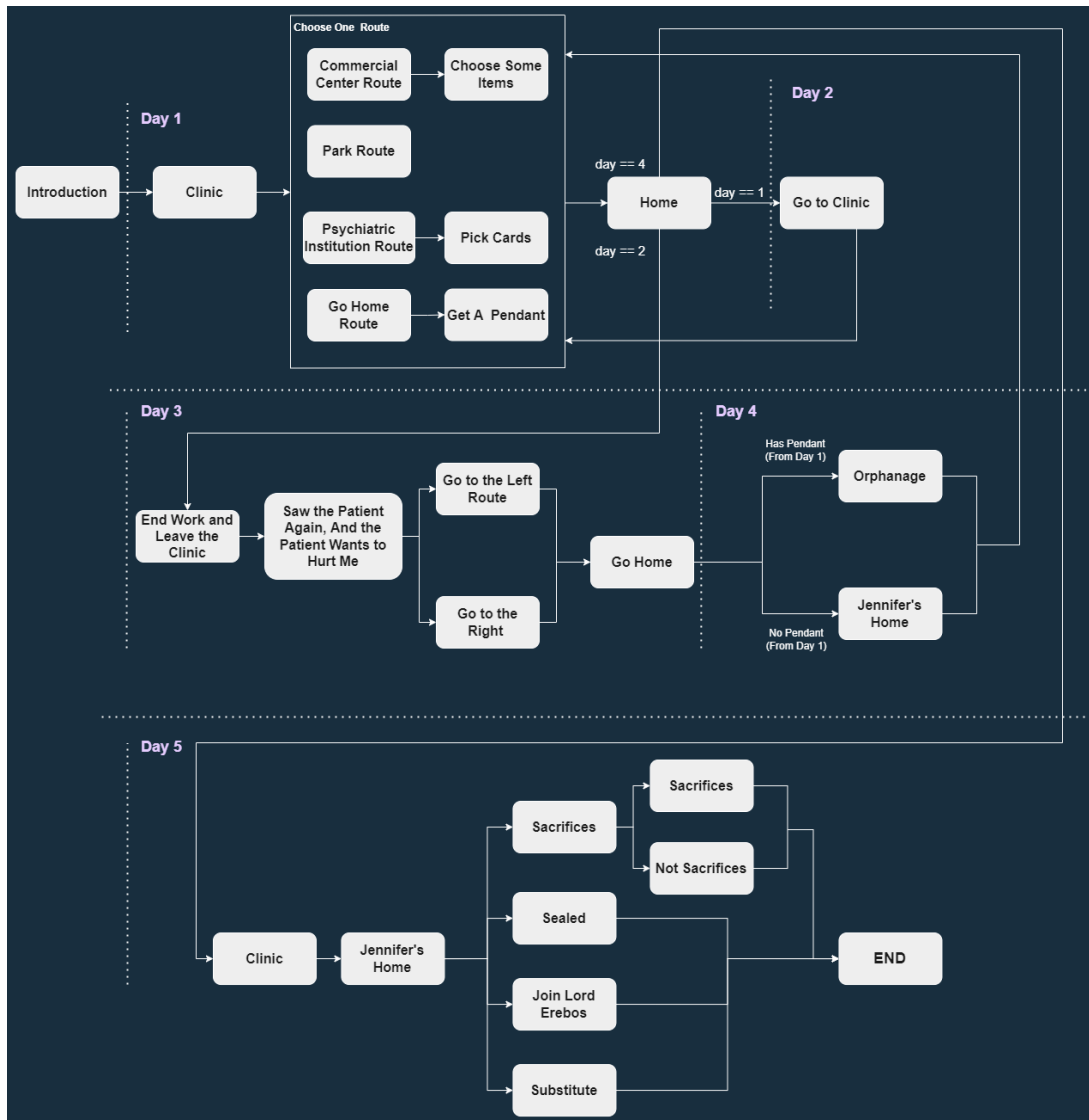 Choose One Route
Commercial
Center Route
Choose Some
Items
Day 2
Day 1
Park Route
day == 4
Introduction
Clinic
Home
day == 1
Go to Clinic
Psychiatric
Institution Route
Pick Cards
day == 2
Go Home
Route
Get A Pendant
Day 3
Day 4
Has Pendant
(From Day 1)
Go to the Left
Route
Orphanage
End Work and
Leave the
Clinic
Saw the Patient
Again, And the
Patient Wants to
Hurt Me
Go Home
Go to the
Right
Jennifer's
Home
No Pendant
(From Day 1)
Day 5
Sacrifices
Sacrifices
Not Sacrifices
Sealed
Clinic
Jennifer's
Home
END
Join Lord
Erebos
Substitute